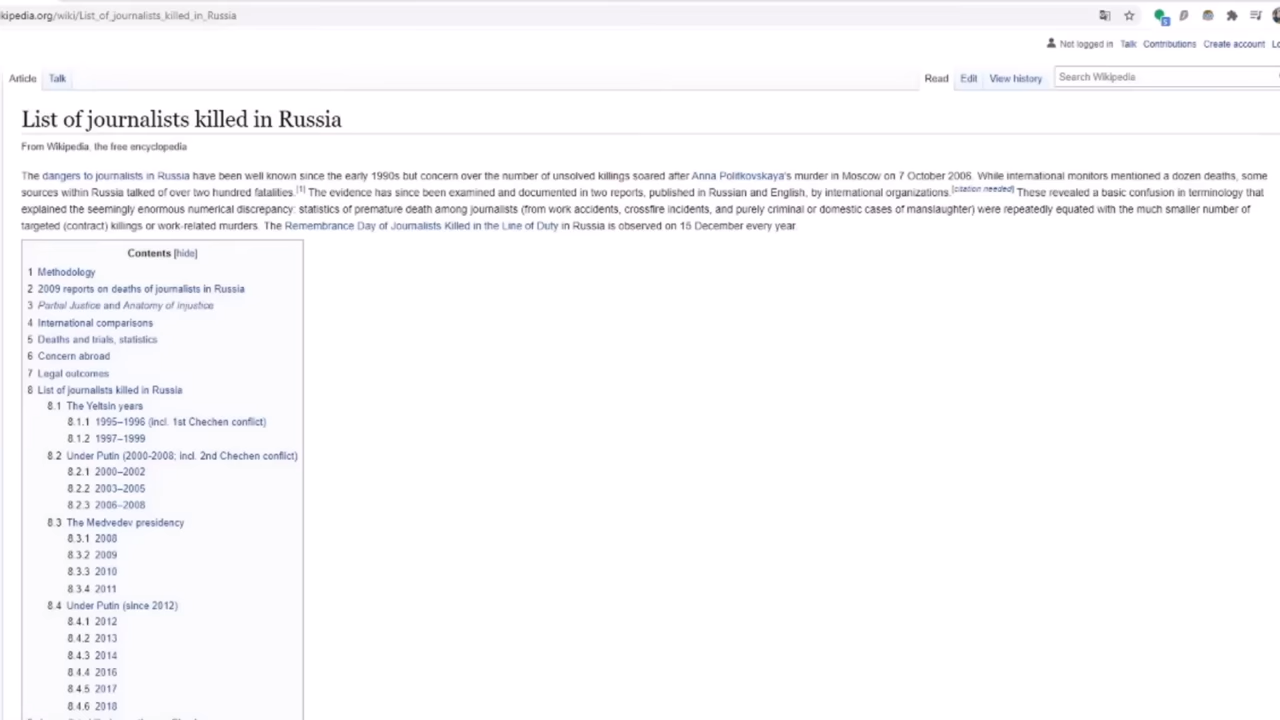 kipedia.org/wiki/List_of_journalists_killed_in_Russia
Not logged in Talk Contributions Create account Lo
Article Talk Read Edit View history Search Wikipedia
List of journalists killed in Russia
From Wikipedia, the free encyclopedia
The dangers to journalists in Russia have been well known since the early 1990s but concern over the number of unsolved killings soared after Anna Politkovskaya's murder in Moscow on 7 October 2006. While international monitors mentioned a dozen deaths, some
sources within Russia talked of over two hundred fatalities.[1] The evidence has since been examined and documented in two reports, published in Russian and English, by international organizations.[citation needed] These revealed a basic confusion in terminology that
explained the seemingly enormous numerical discrepancy: statistics of premature death among journalists (from work accidents, crossfire incidents, and purely criminal or domestic cases of manslaughter) were repeatedly equated with the much smaller number of
targeted (contract) killings or work-related murders. The Remembrance Day of Journalists Killed in the Line of Duty in Russia is observed on 15 December every year
Contents [hide]
1 Methodology
2 2009 reports on deaths of journalists in Russia
3 Partial Justice and Anatomy of Injustice
4 International comparisons
5 Deaths and trials, statistics
6 Concern abroad
7 Legal outcomes
8 List of journalists killed in Russia
8.1 The Yeltsin years
8.1.1 1995–1996 (incl. 1st Chechen conflict)
8.1.2 1997–1999
8.2 Under Putin (2000-2008; incl. 2nd Chechen conflict)
8.2.1 2000–2002
8.2.2 2003–2005
8.2.3 2006–2008
8.3 The Medvedev presidency
8.3.1 2008
8.3.2 2009
8.3.3 2010
8.3.4 2011
8.4 Under Putin (since 2012)
8.4.1 2012
8.4.2 2013
8.4.3 2014
8.4.4 2016
8.4.5 2017
8.4.6 2018